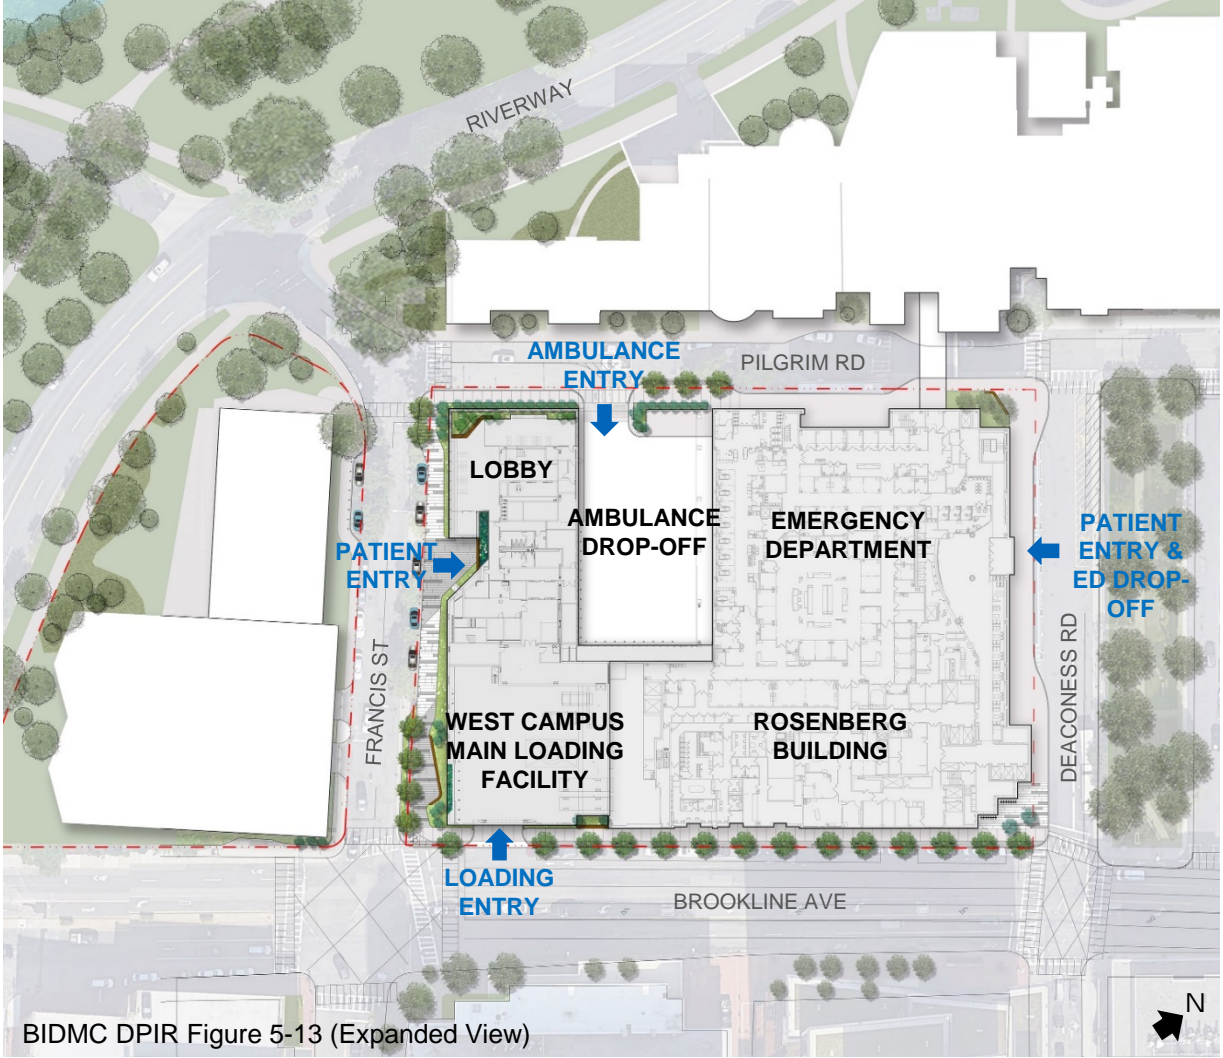 RIVERWAY
AMBULANCE
ENTRY
PILGRIM RD
LOBBY
AMBULANCE
DROP-OFF
EMERGENCY
DEPARTMENT
PATIENT
ENTRY
PATIENT
ENTRY &
ED DROP-
OFF
FRANCIS ST
DEACONESS RD
WEST CAMPUS
MAIN LOADING
FACILITY
ROSENBERG
BUILDING
LOADING
ENTRY
BROOKLINE AVE
N
BIDMC DPIR Figure 5-13 (Expanded View)